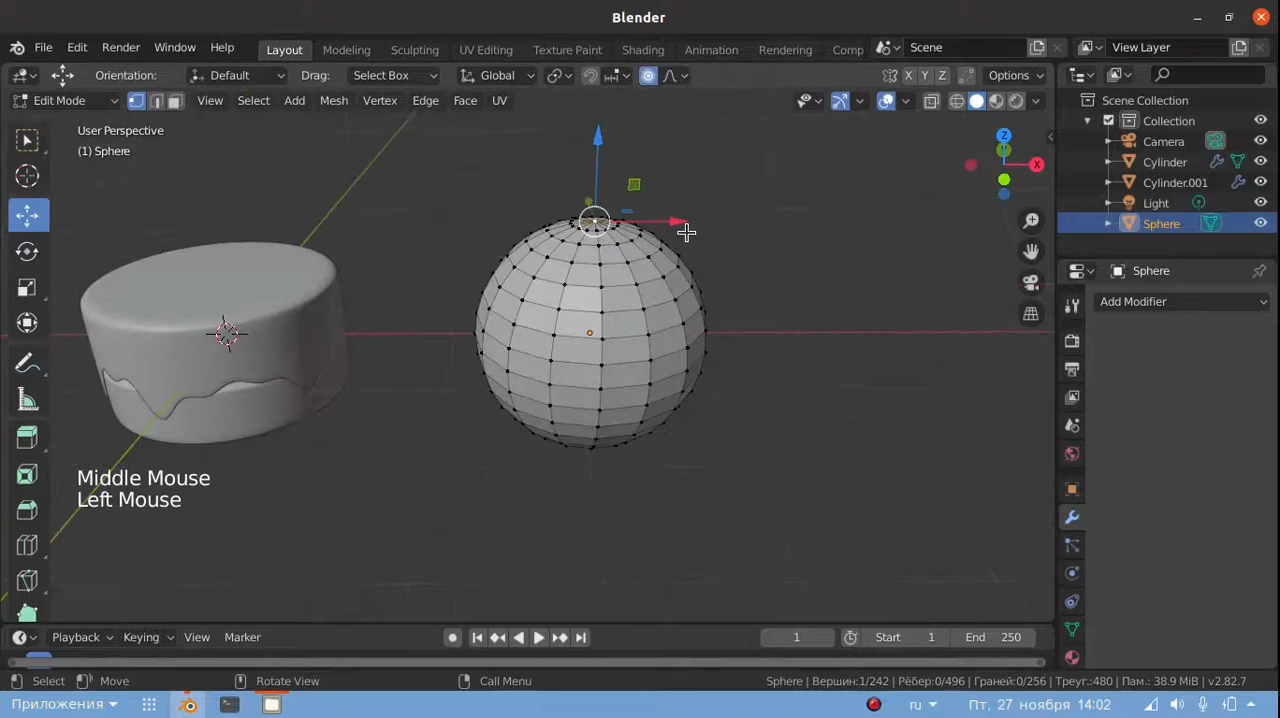 Blender
File Edit Render Window Help Layout Modeling Sculpting UV Editing Texture Paint Shading Animation Rendering Comp Scene View Layer
Orientation: Default Drag: Select Box Global X Y Z Options
Edit Mode View Select Add Mesh Vertex Edge Face UV
Scene Collection
Collection
Camera
Cylinder
Cylinder.001
Light
Sphere
User Perspective
(1) Sphere
Z
X
Sphere
Add Modifier
Middle Mouse
Left Mouse
Playback Keying View Marker 1 Start 1 End 250
Select Move Rotate View Call Menu Sphere | Вершин:1/242 | Рёбер:0/496 | Граней:0/256 | Треуг.:480 | Пам.: 38.9 MiB | v2.82.7
Приложения ru Пт, 27 ноября 14:02